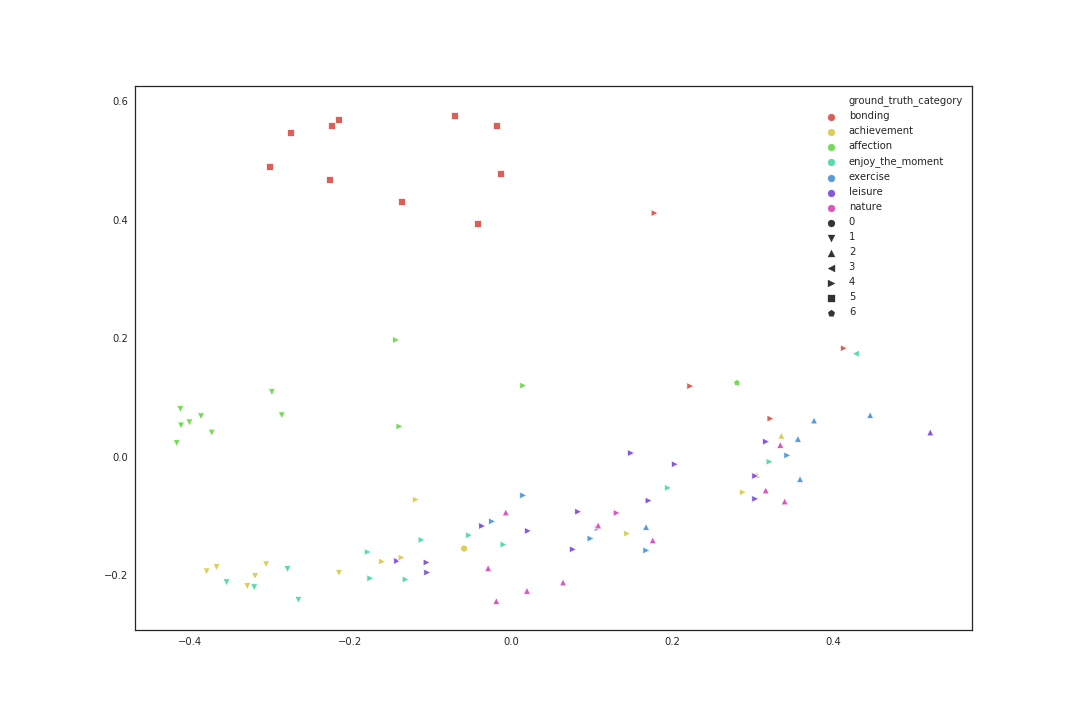 ground_truth_category
bonding
achievement
affection
enjoy_the_moment
exercise
leisure
nature
0
1
2
3
4
5
6
0.6
0.4
0.2
0.0
−0.2
−0.4 −0.2 0.0 0.2 0.4